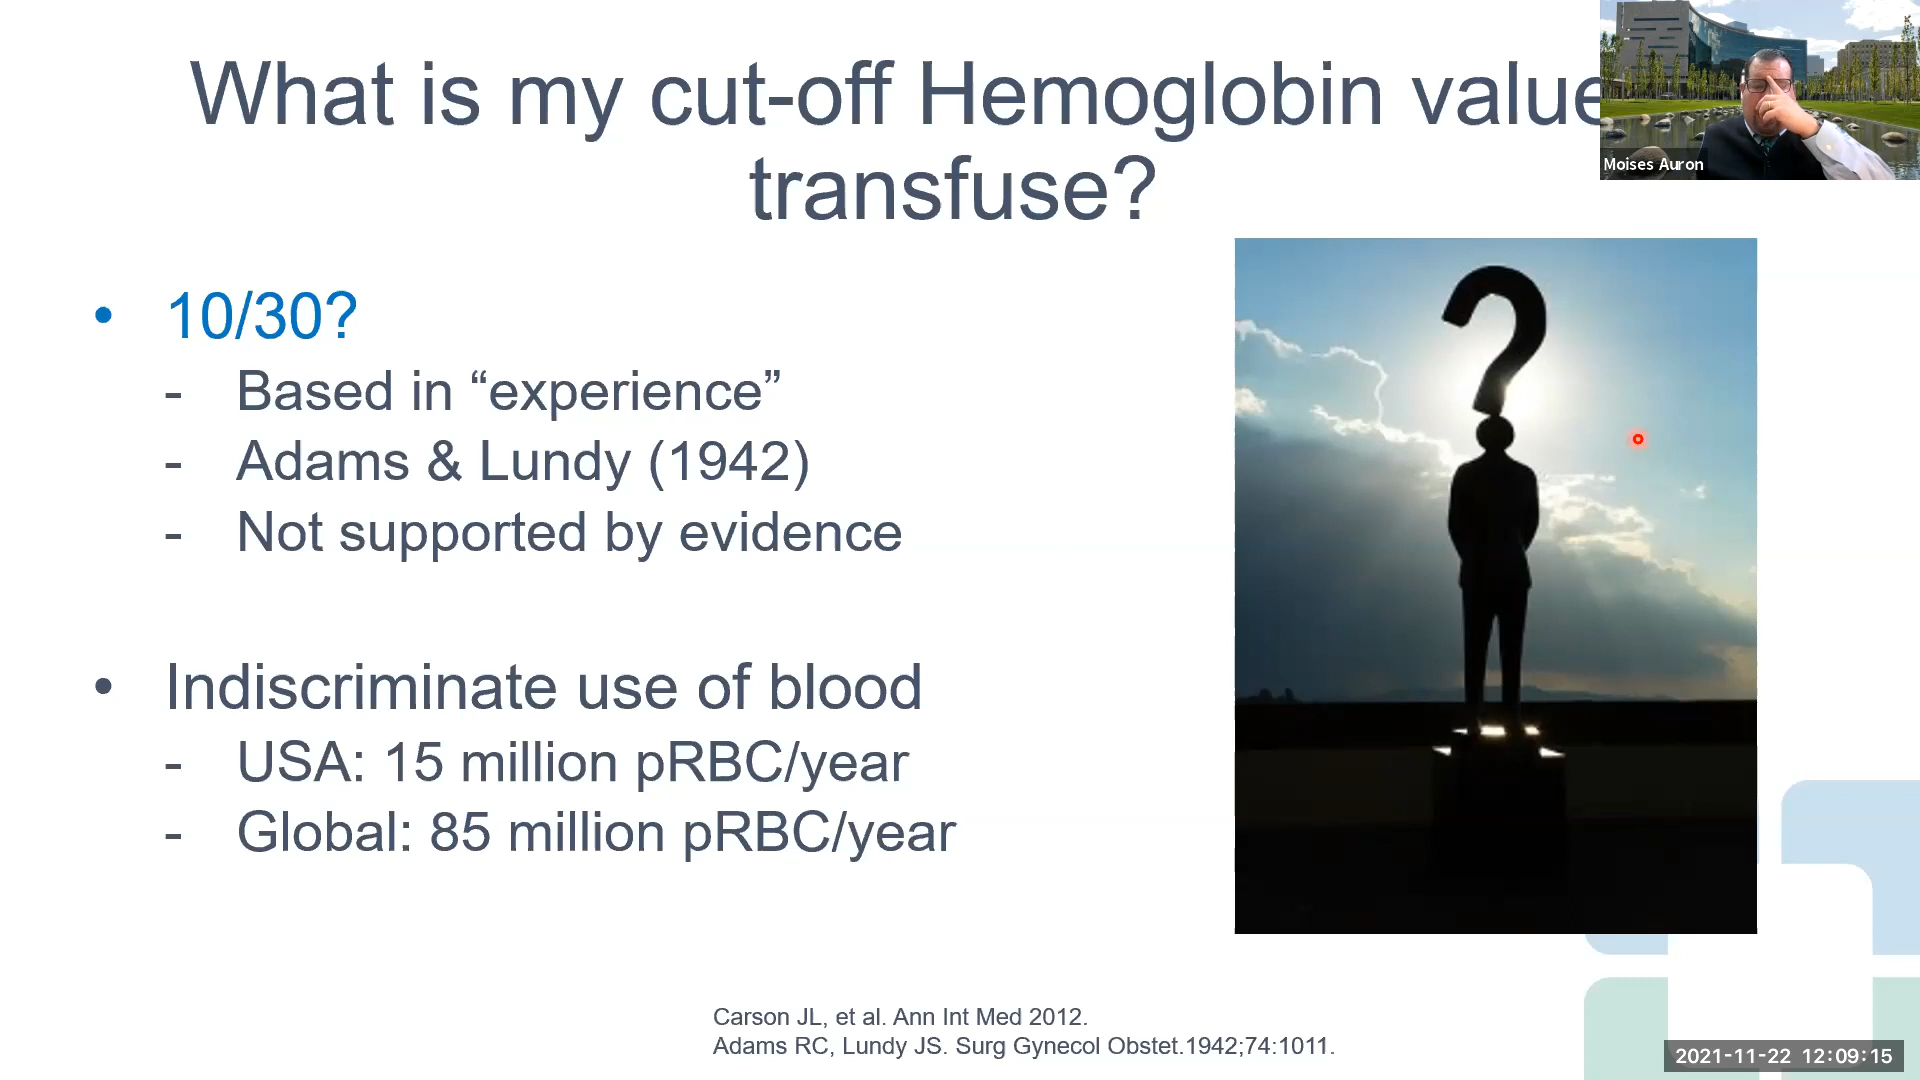 What is my cut-off Hemoglobin value
transfuse?
Moises Auron
• 10/30?
- Based in “experience”
- Adams & Lundy (1942)
- Not supported by evidence
• Indiscriminate use of blood
- USA: 15 million pRBC/year
- Global: 85 million pRBC/year
?
Carson JL, et al. Ann Int Med 2012.
Adams RC, Lundy JS. Surg Gynecol Obstet.1942;74:1011.
2021-11-22 12:09:15